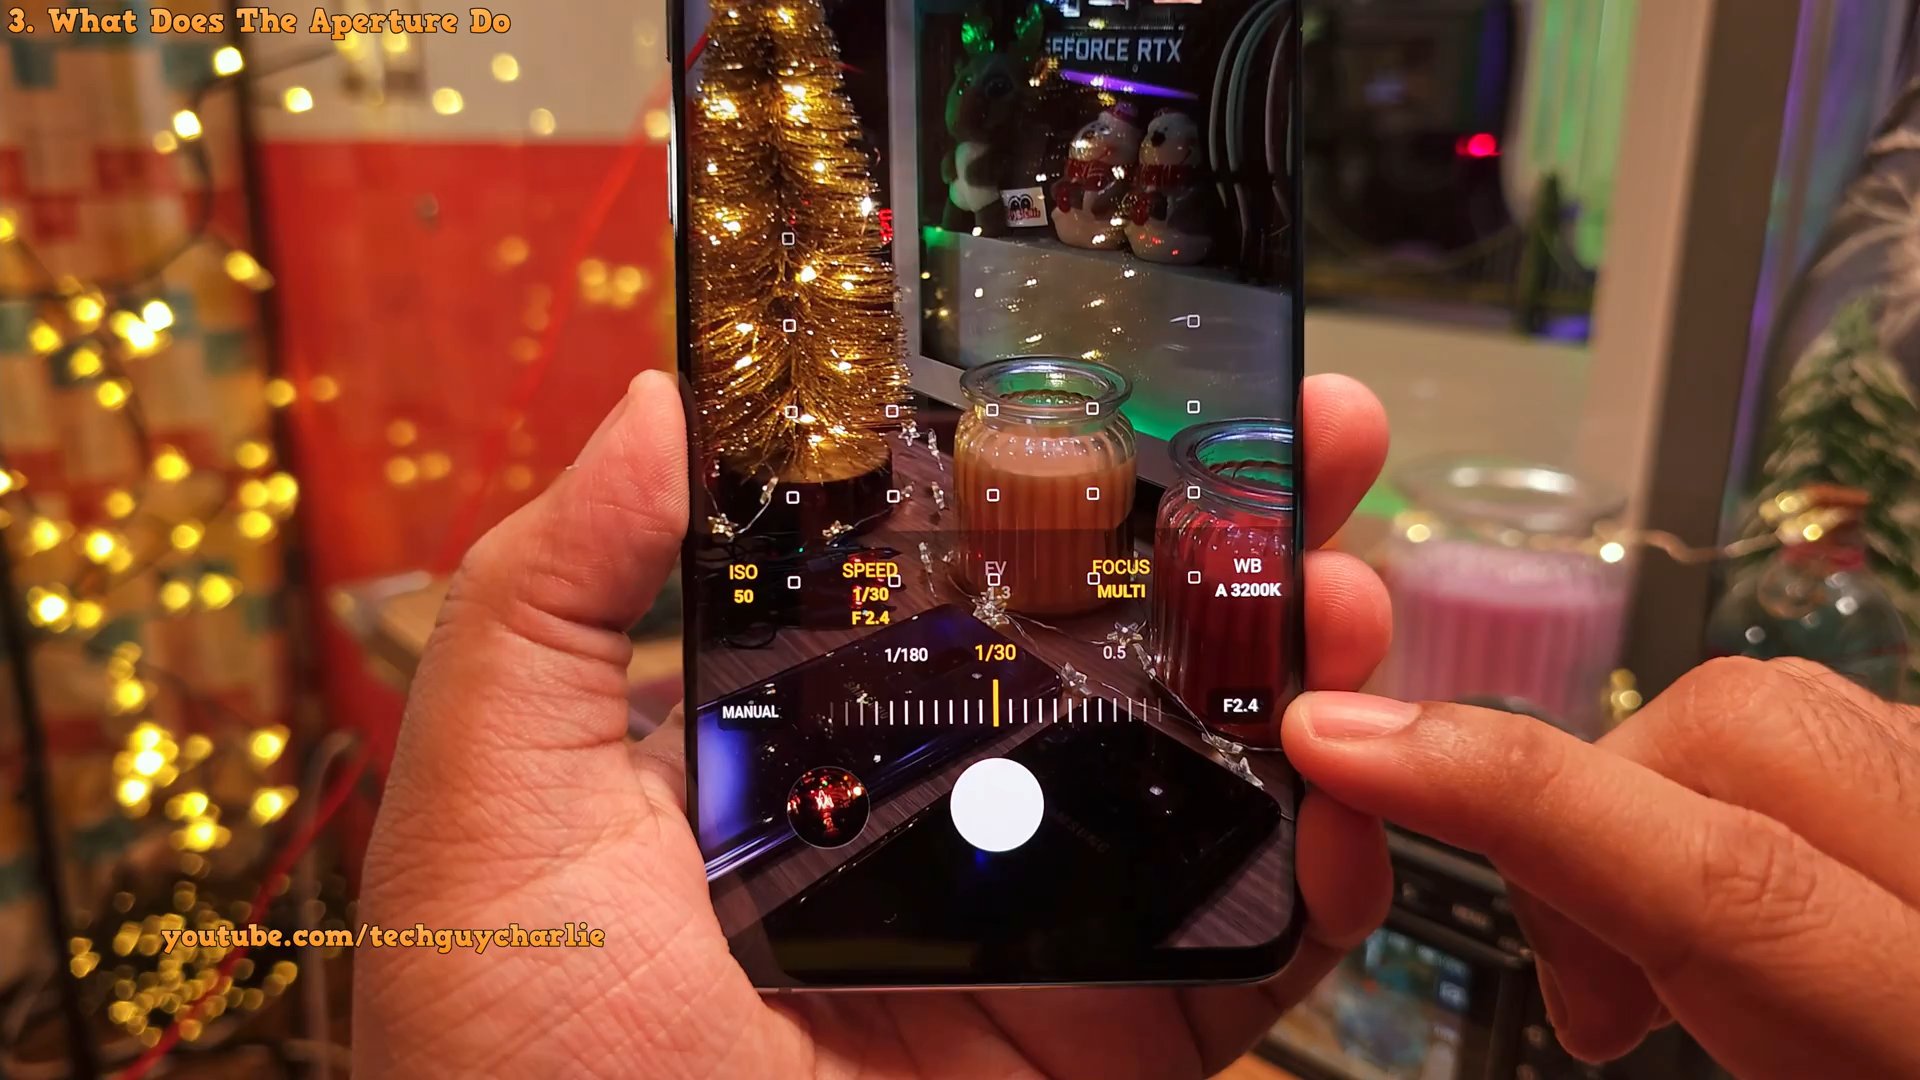 3. What Does The Aperture Do
EFORCE RTX
ISO
50
SPEED
1/30
F2.4
EV
FOCUS
MULTI
WB
A 3200K
1/180
1/30
0.5
MANUAL
F2.4
youtube.com/techguycharlie